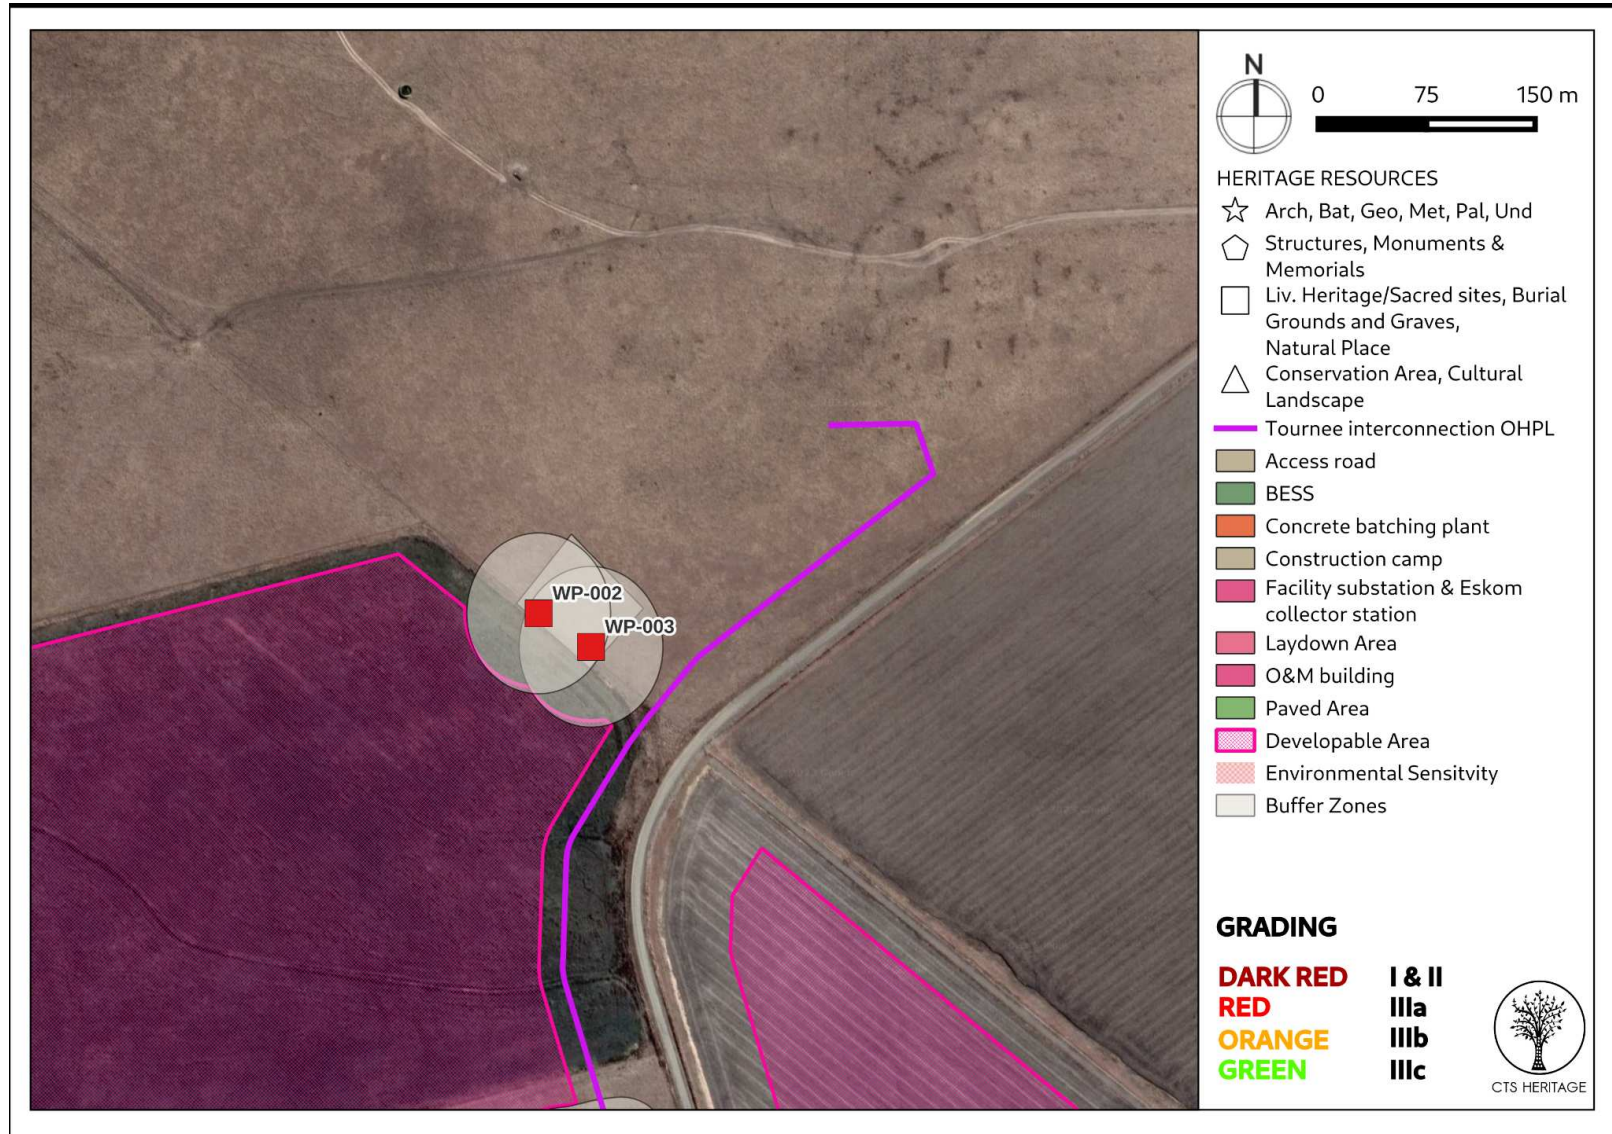 WP-002
WP-003
N
0 75 150 m
HERITAGE RESOURCES
Arch, Bat, Geo, Met, Pal, Und
Structures, Monuments &
Memorials
Liv. Heritage/Sacred sites, Burial
Grounds and Graves,
Natural Place
Conservation Area, Cultural
Landscape
Tournee interconnection OHPL
Access road
BESS
Concrete batching plant
Construction camp
Facility substation & Eskom
collector station
Laydown Area
O&M building
Paved Area
Developable Area
Environmental Sensitvity
Buffer Zones
GRADING
DARK RED I & II
RED IIIa
ORANGE IIIb
GREEN IIIc
CTS HERITAGE